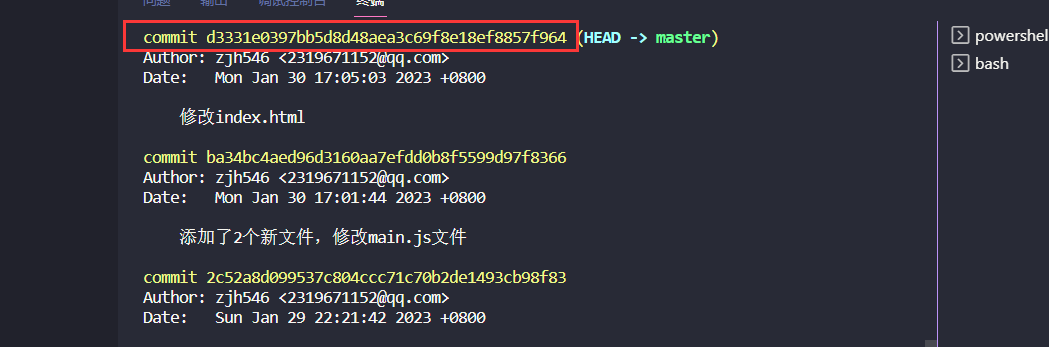 问题 输出 调试控制台 终端
commit d3331e0397bb5d8d48aea3c69f8e18ef8857f964 (HEAD -> master)
Author: zjh546 <2319671152@qq.com>
Date:   Mon Jan 30 17:05:03 2023 +0800
修改index.html
commit ba34bc4aed96d3160aa7efdd0b8f5599d97f8366
Author: zjh546 <2319671152@qq.com>
Date:   Mon Jan 30 17:01:44 2023 +0800
添加了2个新文件，修改main.js文件
commit 2c52a8d099537c804ccc71c70b2de1493cb98f83
Author: zjh546 <2319671152@qq.com>
Date:   Sun Jan 29 22:21:42 2023 +0800
powershel
bash